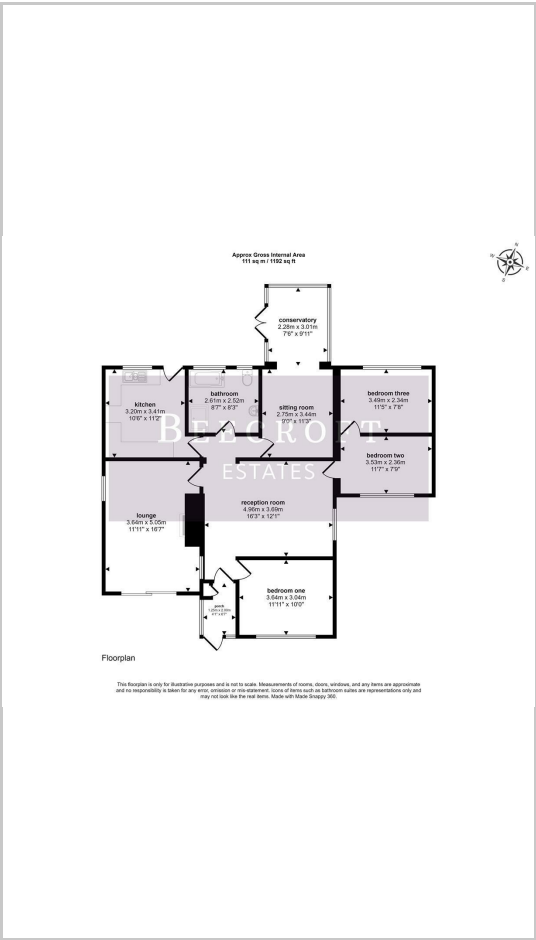 Approx Gross Internal Area
111 sq m / 1192 sq ft
N
W
E
S
conservatory
2.28m x 3.01m
7'6" x 9'11"
kitchen
3.20m x 3.41m
10'6" x 11'2"
bathroom
2.61m x 2.52m
8'7" x 8'3"
sitting room
2.75m x 3.44m
9'0" x 11'3"
bedroom three
3.49m x 2.34m
11'5" x 7'8"
BELCROFT
ESTATES
bedroom two
3.53m x 2.36m
11'7" x 7'9"
lounge
3.64m x 5.05m
11'11" x 16'7"
reception room
4.96m x 3.69m
16'3" x 12'1"
bedroom one
3.64m x 3.04m
11'11" x 10'0"
porch
Floorplan
This floorplan is only for illustrative purposes and is not to scale. Measurements of rooms, doors, windows, and any items are approximate
and no responsibility is taken for any error, omission or mis-statement. Icons of items such as bathroom suites are representations only and
may not look like the real items. Made with Made Snappy 360.